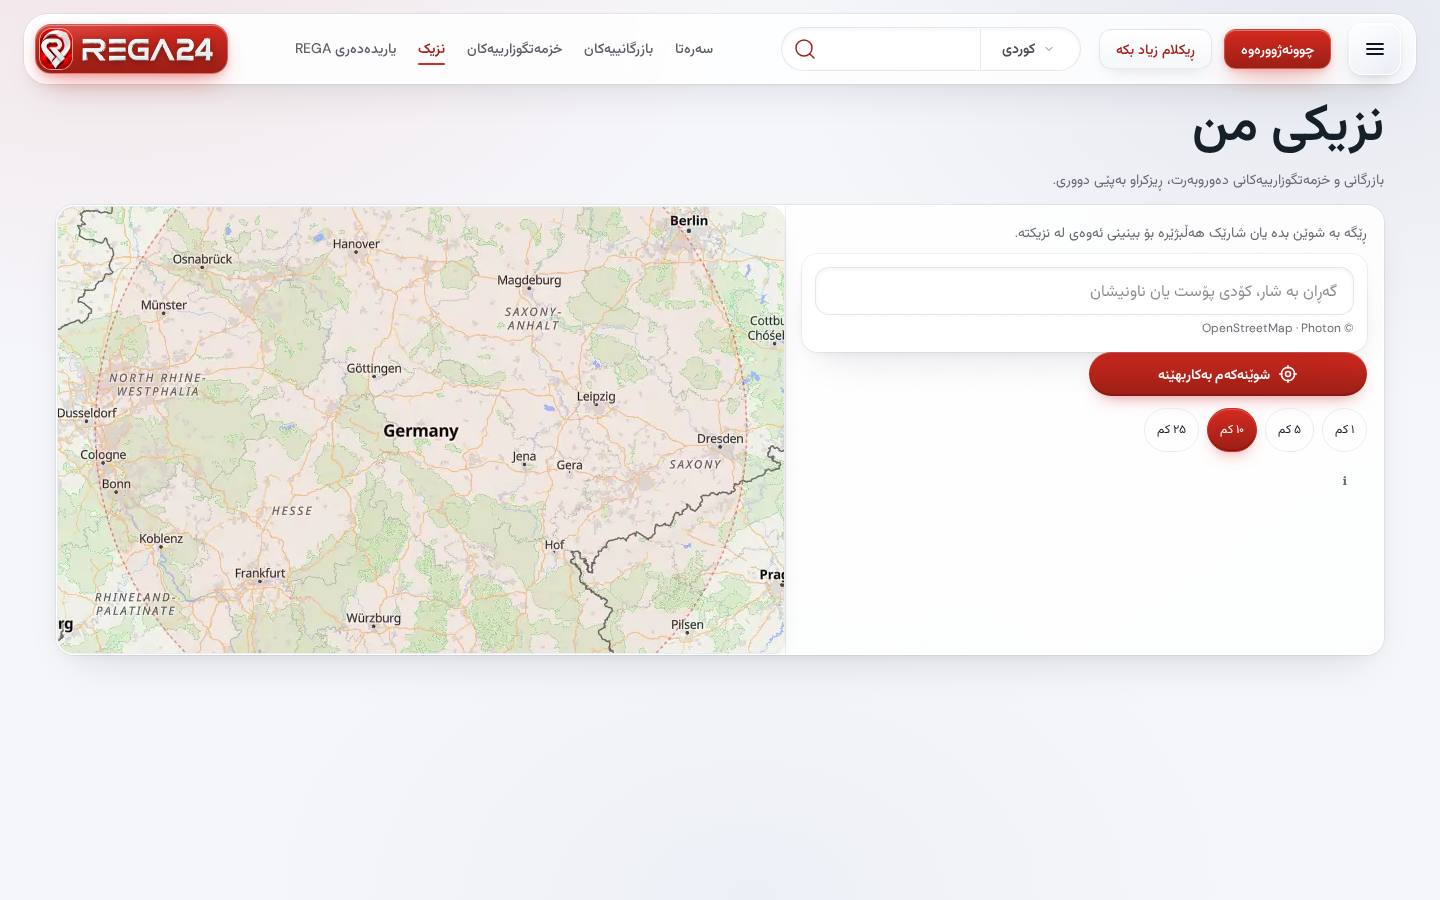 چوونەژوورەوە
ڕیکلام زیاد بکە
کوردی
سەرەتا
بازرگانییەکان
خزمەتگوزارییەکان
نزیک
یاریدەدەری REGA
REGA24
نزیکی من
بازرگانی و خزمەتگوزارییەکانی دەوروبەرت، ڕیزکراو بەپێی دووری.
ڕێگە بە شوێن بدە یان شارێک هەڵبژێرە بۆ بینینی ئەوەی لە نزیکتە.
گەڕان بە شار، کۆدی پۆست یان ناونیشان
© OpenStreetMap · Photon
شوێنەکەم بەکاربهێنە
١ کم
٥ کم
١٠ کم
٢٥ کم
i
Berlin
Hanover
Osnabrück
Magdeburg
Münster
SAXONY-
ANHALT
Cottbu
Chóśel
Göttingen
NORTH RHINE-
WESTPHALIA
Leipzig
Dusseldorf
Germany
Dresden
Cologne
Jena
Gera
SAXONY
Bonn
HESSE
Koblenz
Hof
Frankfurt
Prag
RHINELAND-
PALATINATE
Würzburg
rg
Pilsen